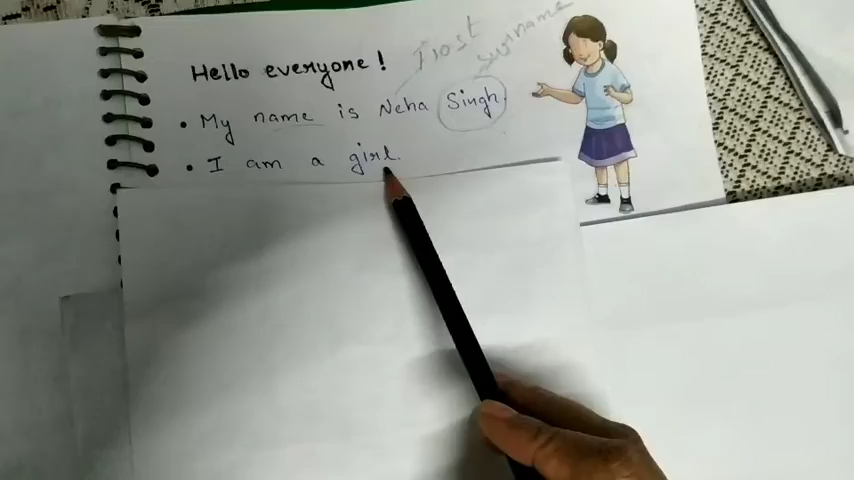 Hello everyone!
First
surname
• My name is Neha Singh.
• I am a girl.